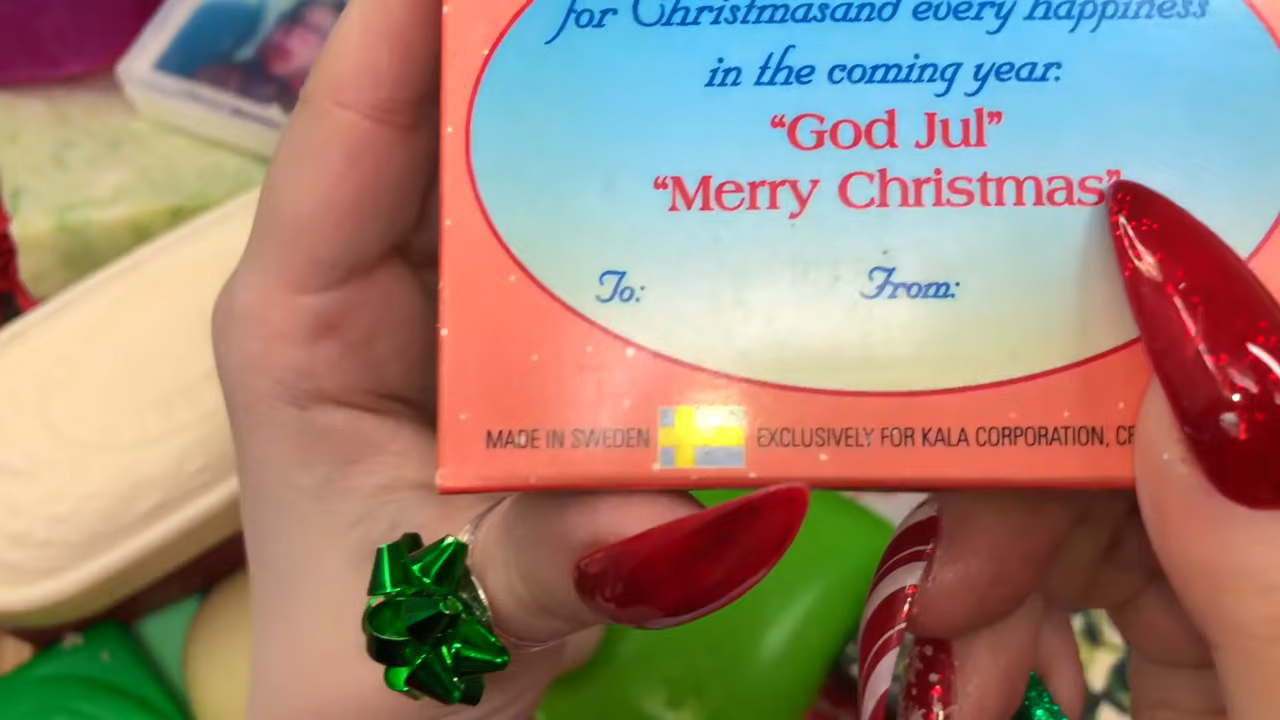 for Christmasand every happiness
in the coming year.
“God Jul”
“Merry Christmas”
To: From:
MADE IN SWEDEN EXCLUSIVELY FOR KALA CORPORATION,